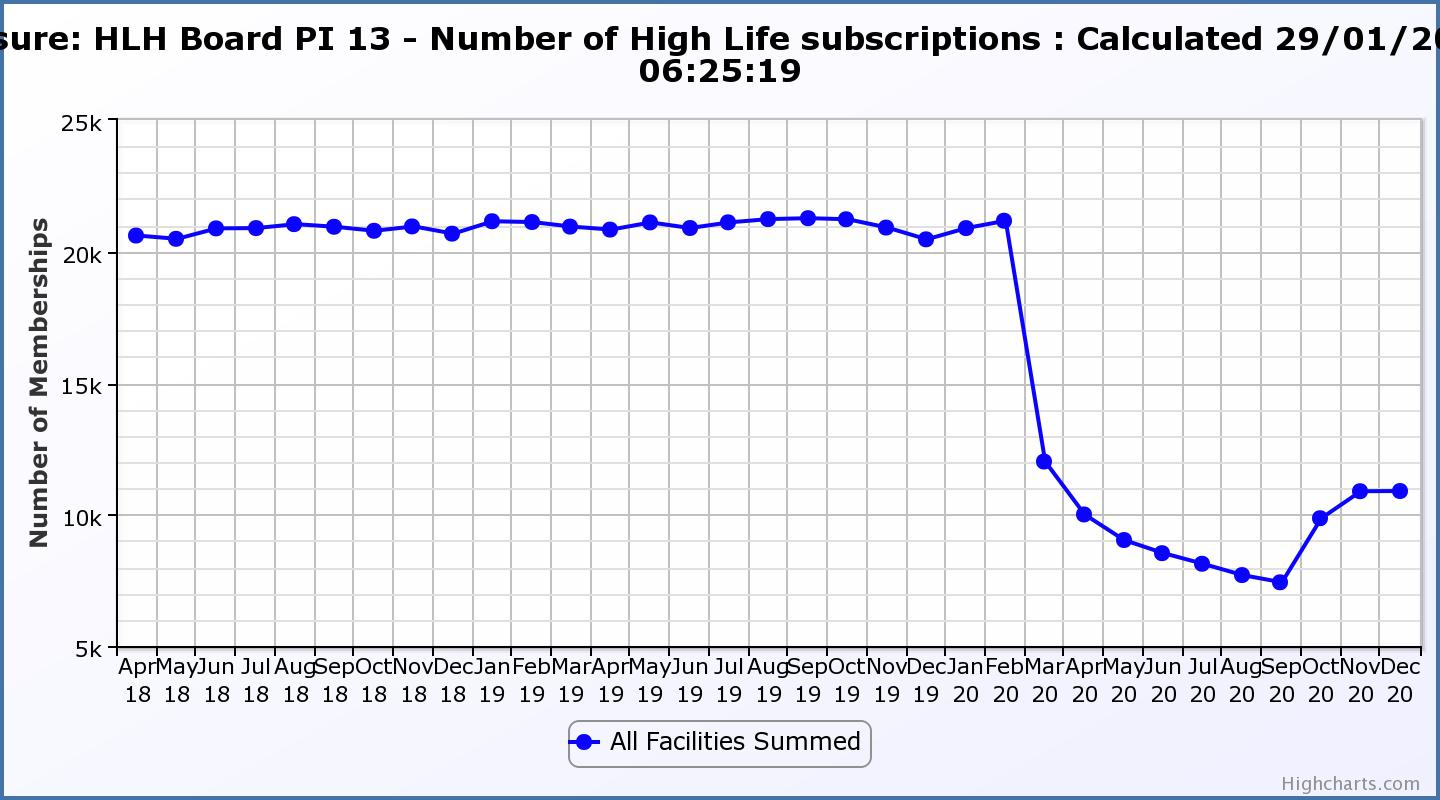 sure: HLH Board PI 13 - Number of High Life subscriptions : Calculated 29/01/20
06:25:19
25k
20k
15k
10k
5k
Number of Memberships
Apr May Jun Jul Aug Sep Oct Nov Dec Jan Feb Mar Apr May Jun Jul Aug Sep Oct Nov Dec Jan Feb Mar Apr May Jun Jul Aug Sep Oct Nov Dec
18 18 18 18 18 18 18 18 18 19 19 19 19 19 19 19 19 19 19 19 19 20 20 20 20 20 20 20 20 20 20 20 20
All Facilities Summed
Highcharts.com